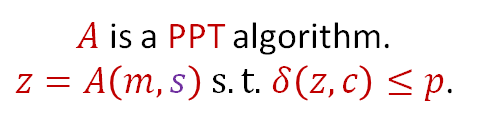 A is a PPT algorithm.
z = A(m, s) s. t. δ(z, c) ≤ p.